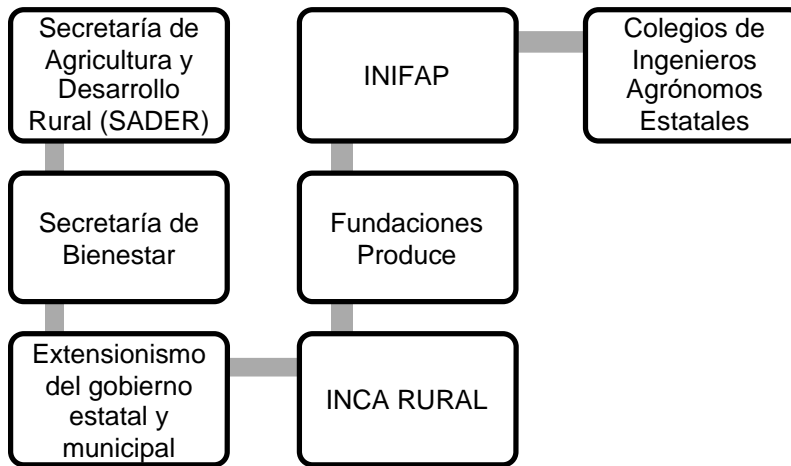 Secretaría de
Agricultura y
Desarrollo
Rural (SADER)
Secretaría de
Bienestar
Extensionismo
del gobierno
estatal y
municipal
INCA RURAL
Fundaciones
Produce
INIFAP
Colegios de
Ingenieros
Agrónomos
Estatales